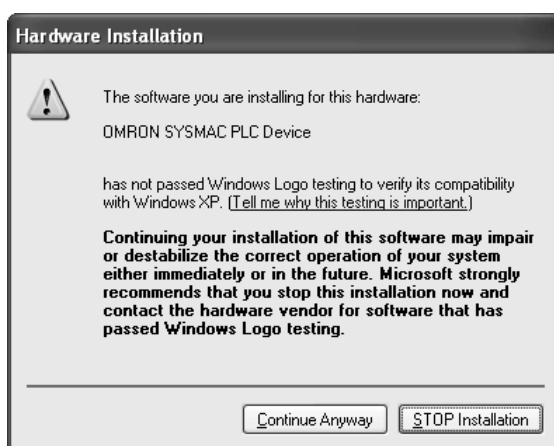 Hardware Installation
The software you are installing for this hardware:
OMRON SYSMAC PLC Device
has not passed Windows Logo testing to verify its compatibility
with Windows XP. (Tell me why this testing is important.)
Continuing your installation of this software may impair
or destabilize the correct operation of your system
either immediately or in the future. Microsoft strongly
recommends that you stop this installation now and
contact the hardware vendor for software that has
passed Windows Logo testing.
Continue Anyway
STOP Installation